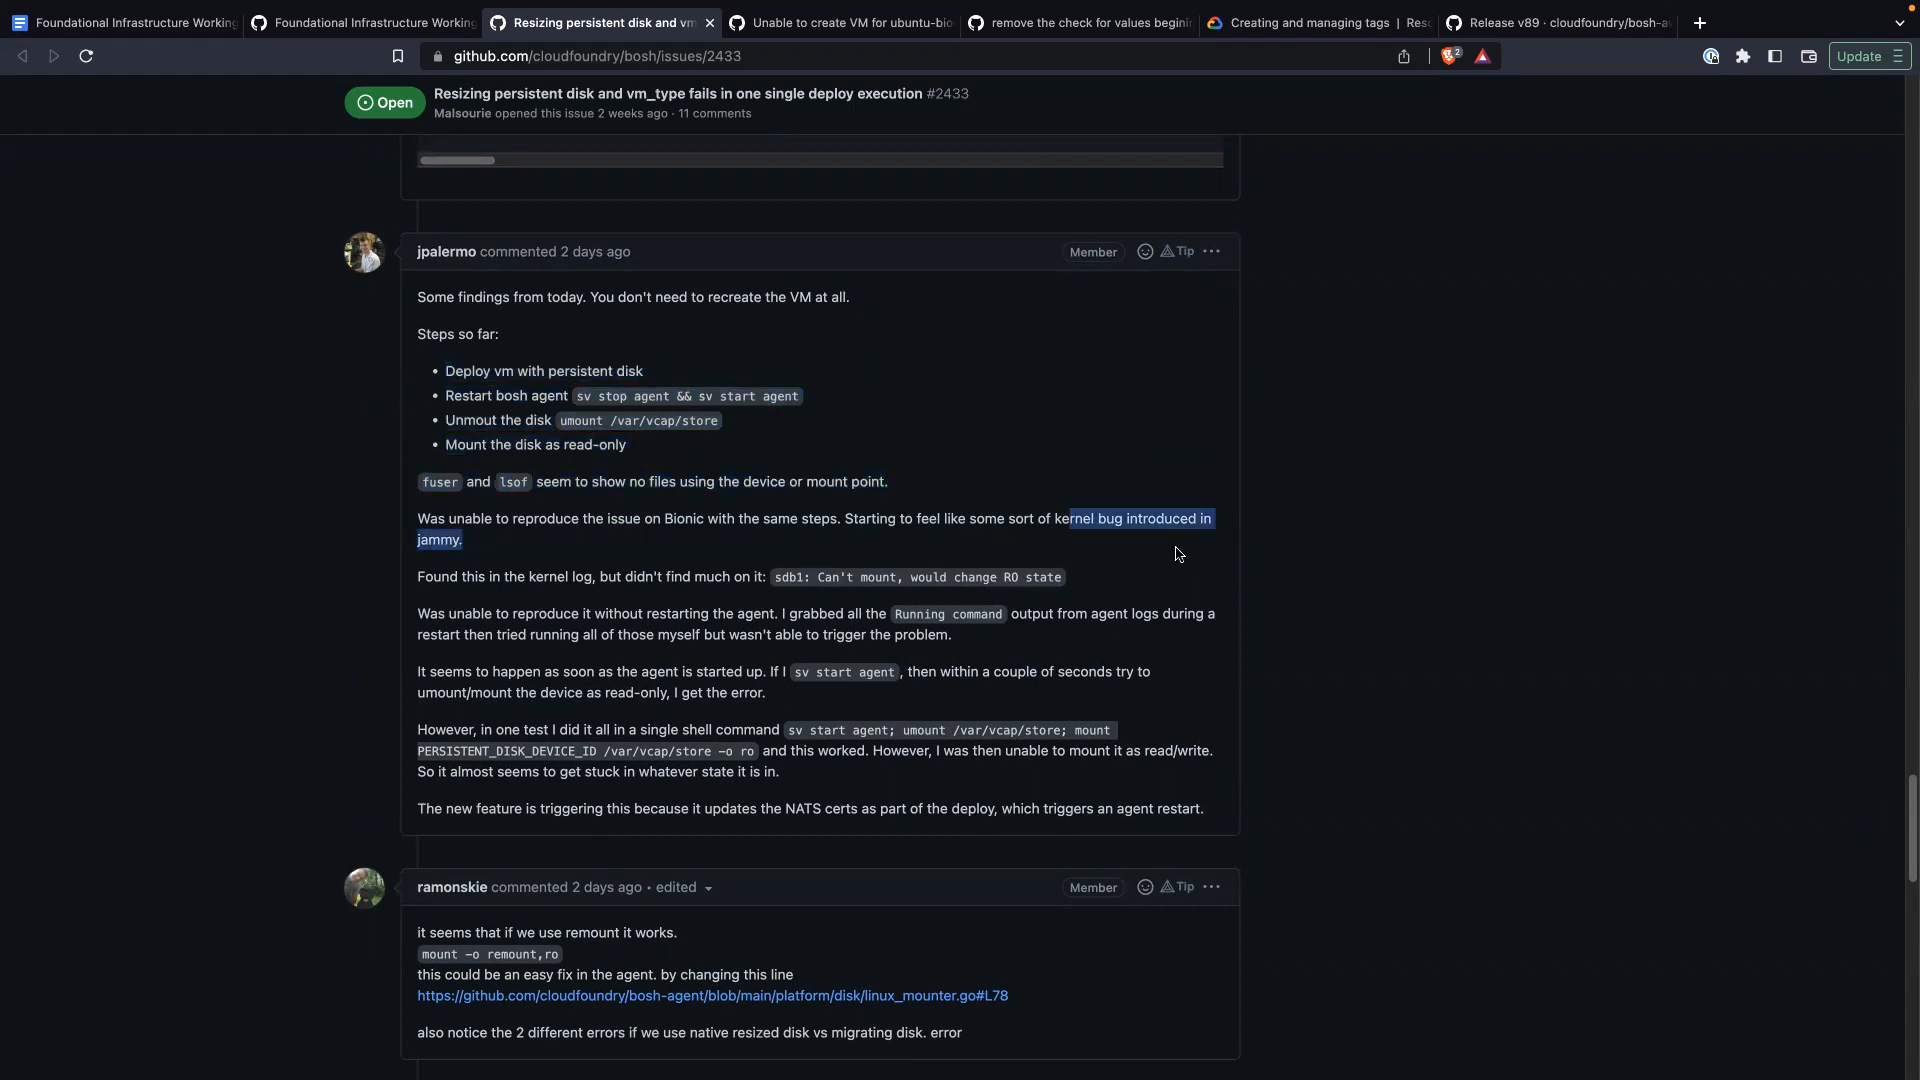 Foundational Infrastructure Working
Foundational Infrastructure Working
Resizing persistent disk and vm
Unable to create VM for ubuntu-bio
remove the check for values beginin
Creating and managing tags | Reso
Release v89 · cloudfoundry/bosh-a
github.com/cloudfoundry/bosh/issues/2433
2
Update
Open
Resizing persistent disk and vm_type fails in one single deploy execution #2433
Malsourie opened this issue 2 weeks ago · 11 comments
jpalermo commented 2 days ago
Member
Tip
Some findings from today. You don't need to recreate the VM at all.
Steps so far:
• Deploy vm with persistent disk
• Restart bosh agent sv stop agent && sv start agent
• Unmout the disk umount /var/vcap/store
• Mount the disk as read-only
fuser and lsof seem to show no files using the device or mount point.
Was unable to reproduce the issue on Bionic with the same steps. Starting to feel like some sort of kernel bug introduced in
jammy.
Found this in the kernel log, but didn't find much on it: sdb1: Can't mount, would change RO state
Was unable to reproduce it without restarting the agent. I grabbed all the Running command output from agent logs during a
restart then tried running all of those myself but wasn't able to trigger the problem.
It seems to happen as soon as the agent is started up. If I sv start agent, then within a couple of seconds try to
umount/mount the device as read-only, I get the error.
However, in one test I did it all in a single shell command sv start agent; umount /var/vcap/store; mount
PERSISTENT_DISK_DEVICE_ID /var/vcap/store -o ro and this worked. However, I was then unable to mount it as read/write.
So it almost seems to get stuck in whatever state it is in.
The new feature is triggering this because it updates the NATS certs as part of the deploy, which triggers an agent restart.
ramonskie commented 2 days ago · edited
Member
Tip
it seems that if we use remount it works.
mount -o remount,ro
this could be an easy fix in the agent. by changing this line
https://github.com/cloudfoundry/bosh-agent/blob/main/platform/disk/linux_mounter.go#L78
also notice the 2 different errors if we use native resized disk vs migrating disk. error